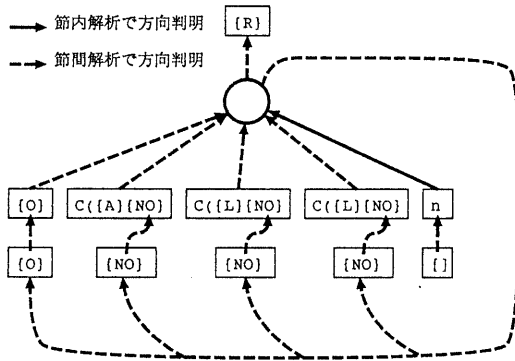 {R}
節内解析で方向判明
節間解析で方向判明
{O} C({A}{NO}) C({L}{NO}) C({L}{NO}) n
{O} {NO} {NO} {NO} {}